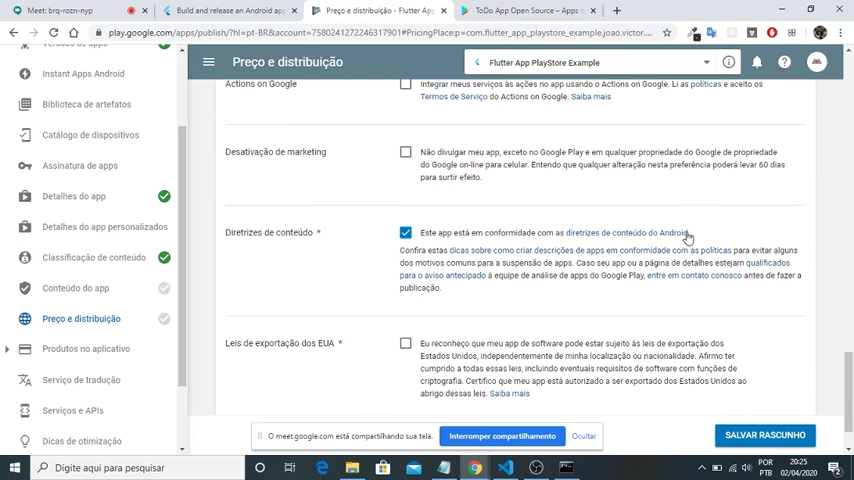 Meet: brq-rozn-nyp
Build and release an Android app
Preço e distribuição - Flutter Ap
ToDo App Open Source – Apps n
play.google.com/apps/publish/?hl=pt-BR&account=7580241272246317901#PricingPlace:p=com.flutter_app_playstore_example.joao.victor....
Versões de apps
Instant Apps Android
Biblioteca de artefatos
Catálogo de dispositivos
Assinatura de apps
Detalhes do app
Detalhes do app personalizados
Classificação de conteúdo
Conteúdo do app
Preço e distribuição
Produtos no aplicativo
Serviço de tradução
Serviços e APIs
Dicas de otimização
Preço e distribuição
Flutter App PlayStore Example
Actions on Google
Integrar meus serviços às ações no app usando o Actions on Google. Li as políticas e aceito os
Termos de Serviço do Actions on Google. Saiba mais
Desativação de marketing
Não divulgar meu app, exceto no Google Play e em qualquer propriedade do Google de propriedade
do Google on-line para celular. Entendo que qualquer alteração nesta preferência poderá levar 60 dias
para surtir efeito.
Diretrizes de conteúdo *
Este app está em conformidade com as diretrizes de conteúdo do Android.
Confira estas dicas sobre como criar descrições de apps em conformidade com as políticas para evitar alguns
dos motivos comuns para a suspensão de apps. Caso seu app ou a página de detalhes estejam qualificados
para o aviso antecipado à equipe de análise de apps do Google Play, entre em contato conosco antes de fazer a
publicação.
Leis de exportação dos EUA *
Eu reconheço que meu app de software pode estar sujeito às leis de exportação dos
Estados Unidos, independentemente de minha localização ou nacionalidade. Afirmo ter
cumprido a todas essas leis, incluindo eventuais requisitos de software com funções de
criptografia. Certifico que meu app está autorizado a ser exportado dos Estados Unidos ao
abrigo dessas leis. Saiba mais
O meet.google.com está compartilhando sua tela.
Interromper compartilhamento
Ocultar
SALVAR RASCUNHO
Digite aqui para pesquisar
POR
PTB
20:25
02/04/2020
2